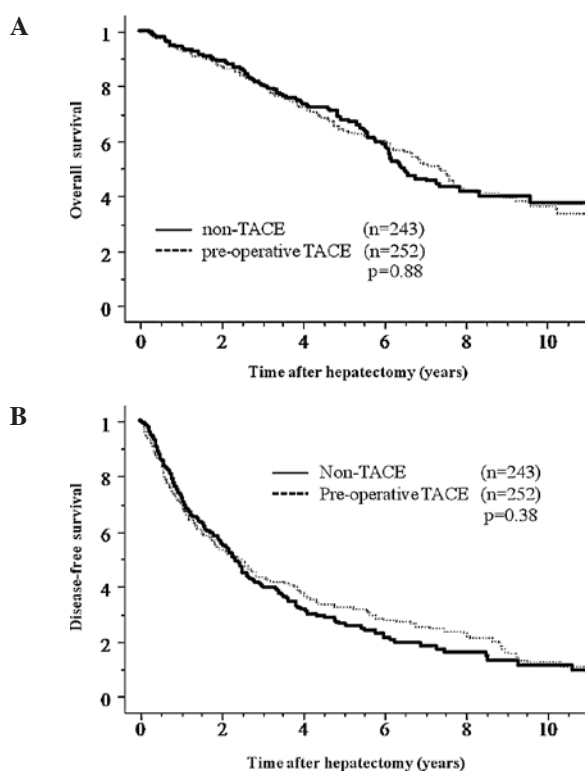 A
Overall survival
1
8
6
4
2
0
non-TACE (n=243)
pre-operative TACE (n=252)
p=0.88
0 2 4 6 8 10
Time after hepatectomy (years)
B
Disease-free survival
1
8
6
4
2
0
Non-TACE (n=243)
Pre-operative TACE (n=252)
p=0.38
0 2 4 6 8 10
Time after hepatectomy (years)